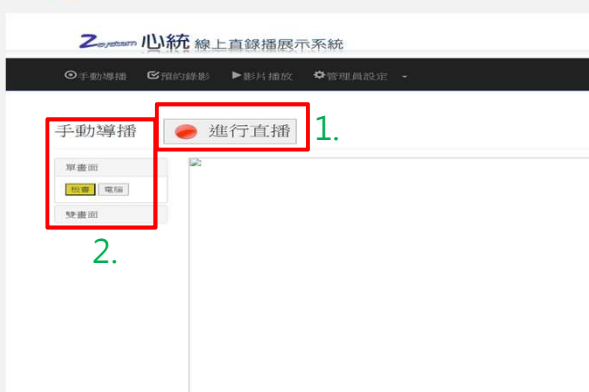 Zsystem 心統 線上直錄播展示系統
手動導播 預約錄影 影片播放 管理員設定
手動導播 進行直播 1.
單畫面
板書 電腦
雙畫面
2.